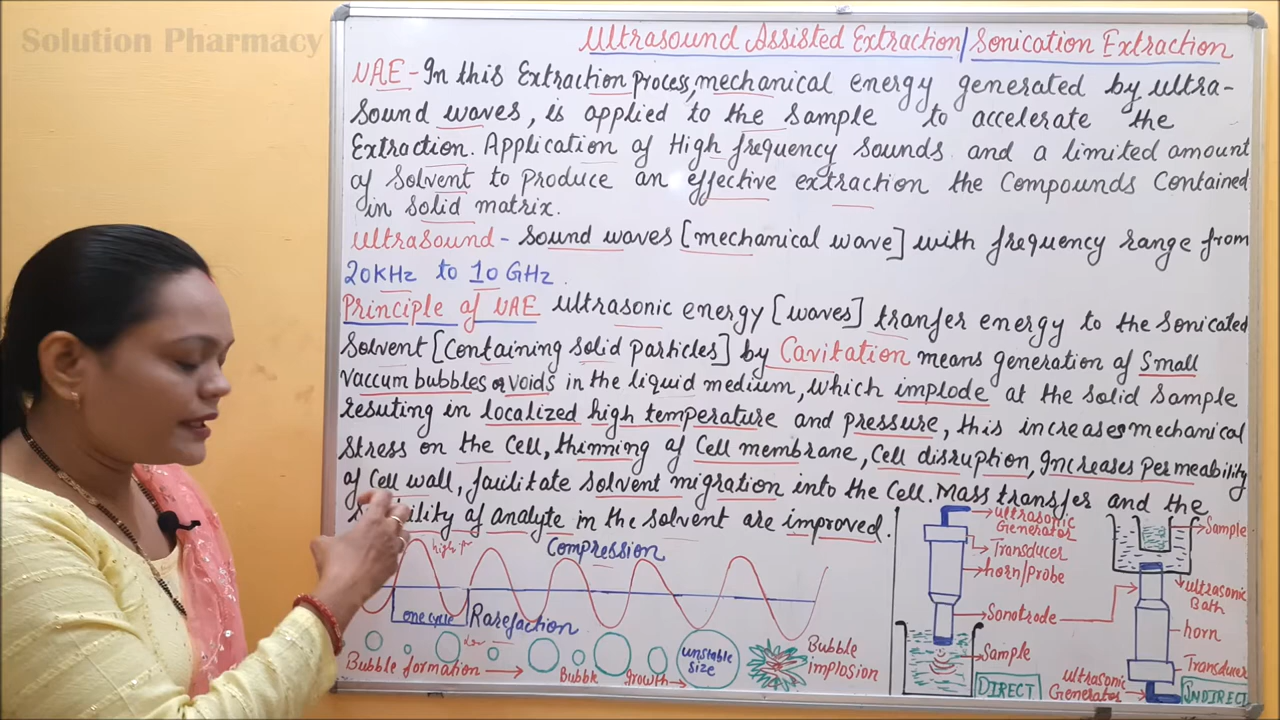 Solution Pharmacy
Ultrasound Assisted Extraction/Sonication Extraction
UAE - In this Extraction process, mechanical energy generated by ultra-
sound waves, is applied to the sample to accelerate the
Extraction. Application of High frequency sounds and a limited amount
of solvent to produce an effective extraction the compounds contained
in solid matrix.
Ultrasound - Sound waves [mechanical wave] with frequency range from
20KHz to 10 GHz.
Principle of UAE ultrasonic energy [waves] tranfer energy to the sonicated
solvent [containing solid particles] by Cavitation means generation of small
vaccum bubbles or voids in the liquid medium, which implode at the solid sample
resuting in localized high temperature and pressure, this increases mechanical
stress on the cell, thinning of cell membrane, cell disruption, Increases permeability
of cell wall, facilitate solvent migration into the cell. Mass transfer and the
of analyte in the solvent are improved.
high
Compression
one cycle
Rarefaction
low
Bubble formation →
Bubble growth →
unstable
size
Bubble
Implosion
ultrasonic
Generator
Transducer
horn/Probe
Sonotrode
Sample
DIRECT
Sample
ultrasonic
Bath
horn
Transducer
ultrasonic
Generator
INDIRECT